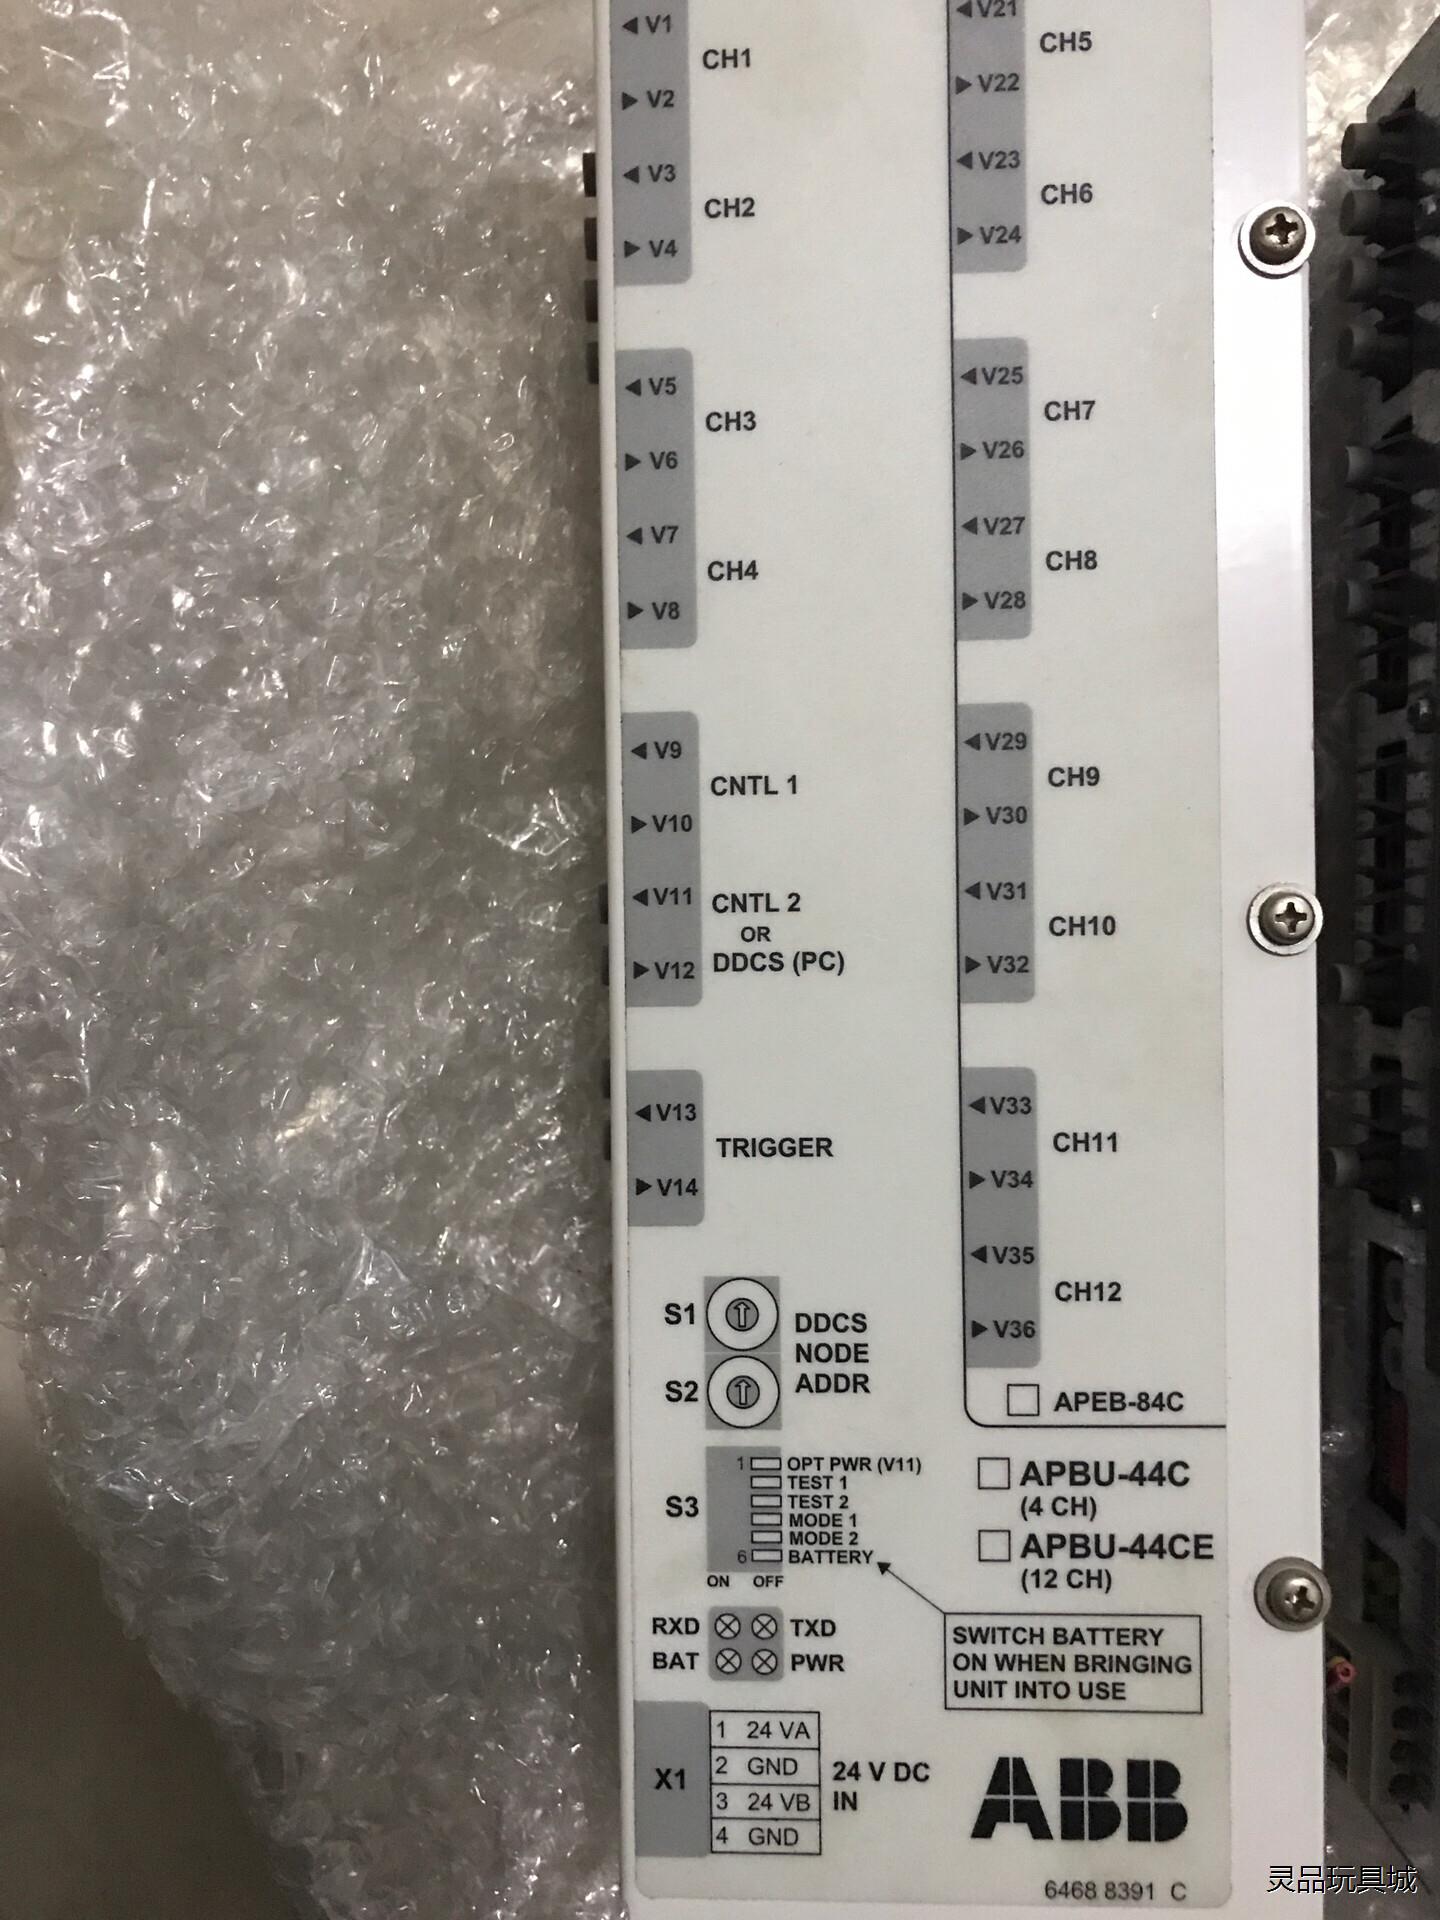 ◀ V1
CH1
▶ V2
◀ V3
CH2
▶ V4
◀ V5
CH3
▶ V6
◀ V7
CH4
▶ V8
◀ V9
CNTL 1
▶ V10
◀ V11
CNTL 2
OR
DDCS (PC)
▶ V12
◀ V13
TRIGGER
▶ V14
S1
S2
DDCS
NODE
ADDR
S3
1 OPT PWR (V11)
TEST 1
TEST 2
MODE 1
MODE 2
6 BATTERY
ON OFF
RXD TXD
BAT PWR
X1
1 24 VA
2 GND
3 24 VB
4 GND
24 V DC
IN
◀ V21
CH5
▶ V22
◀ V23
CH6
▶ V24
◀ V25
CH7
▶ V26
◀ V27
CH8
▶ V28
◀ V29
CH9
▶ V30
◀ V31
CH10
▶ V32
◀ V33
CH11
▶ V34
◀ V35
CH12
▶ V36
APEB-84C
APBU-44C
(4 CH)
APBU-44CE
(12 CH)
SWITCH BATTERY
ON WHEN BRINGING
UNIT INTO USE
ABB
6468 8391 C
灵品玩具城